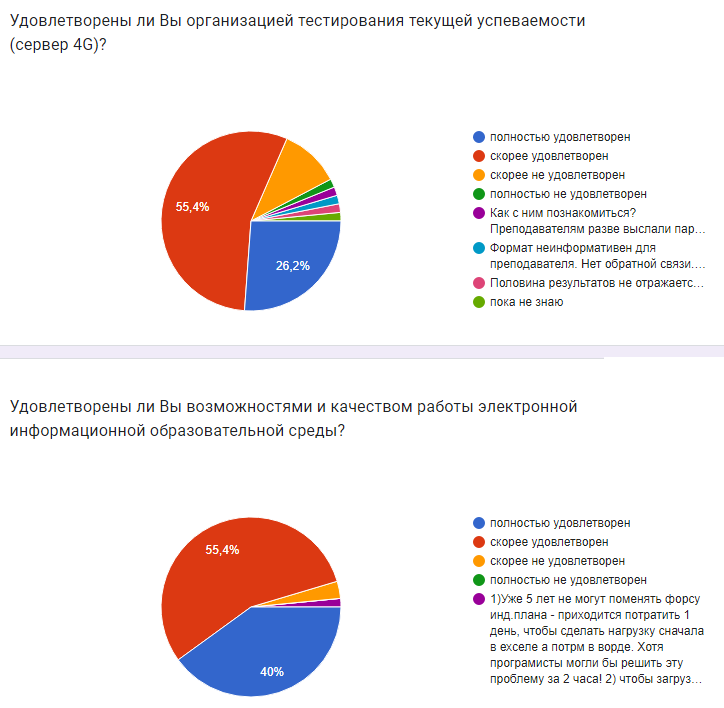 Удовлетворены ли Вы организацией тестирования текущей успеваемости
(сервер 4G)?
полностью удовлетворен
скорее удовлетворен
скорее не удовлетворен
полностью не удовлетворен
Как с ним познакомиться?
Преподавателям разве выслали пар...
Формат неинформативен для
преподавателя. Нет обратной связи....
Половина результатов не отражаетс...
пока не знаю
55,4%
26,2%
Удовлетворены ли Вы возможностями и качеством работы электронной
информационной образовательной среды?
полностью удовлетворен
скорее удовлетворен
скорее не удовлетворен
полностью не удовлетворен
1)Уже 5 лет не могут поменять форсу
инд.плана - приходится потратить 1
день, чтобы сделать нагрузку сначала
в екселе а потрм в ворде. Хотя
програмисты могли бы решить эту
проблему за 2 часа! 2) чтобы загруз...
55,4%
40%